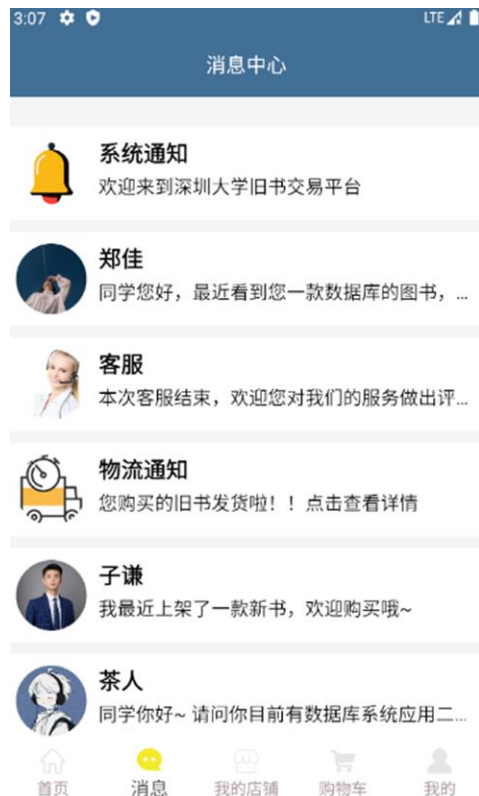 3:07
LTE
消息中心
系统通知
欢迎来到深圳大学旧书交易平台
郑佳
同学您好，最近看到您一款数据库的图书，...
客服
本次客服结束，欢迎您对我们的服务做出评...
物流通知
您购买的旧书发货啦！！点击查看详情
子谦
我最近上架了一款新书，欢迎购买哦~
茶人
同学你好~ 请问你目前有数据库系统应用二...
首页 消息 我的店铺 购物车 我的